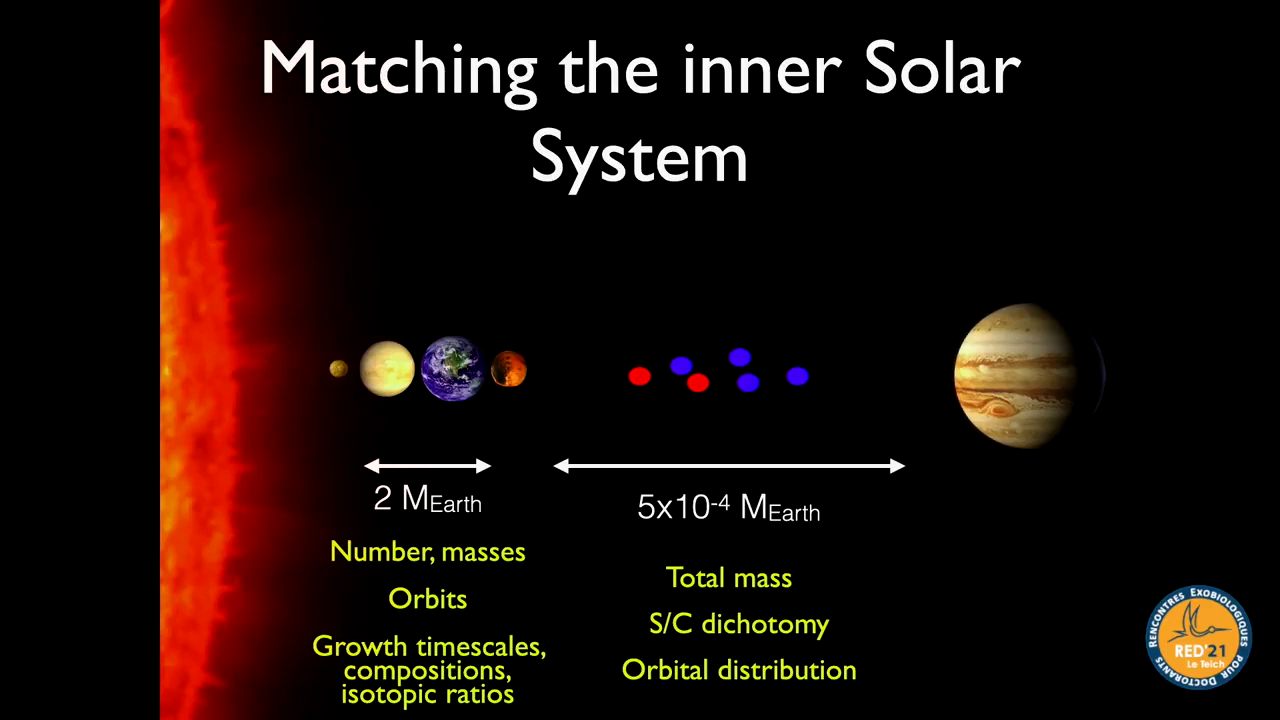 Matching the inner Solar
System
2 MEarth
5x10-4 MEarth
Number, masses
Orbits
Growth timescales,
compositions,
isotopic ratios
Total mass
S/C dichotomy
Orbital distribution
RENCONTRES EXOBIOLOGIQUES
POUR DOCTORANTS
RED'21
Le Teich